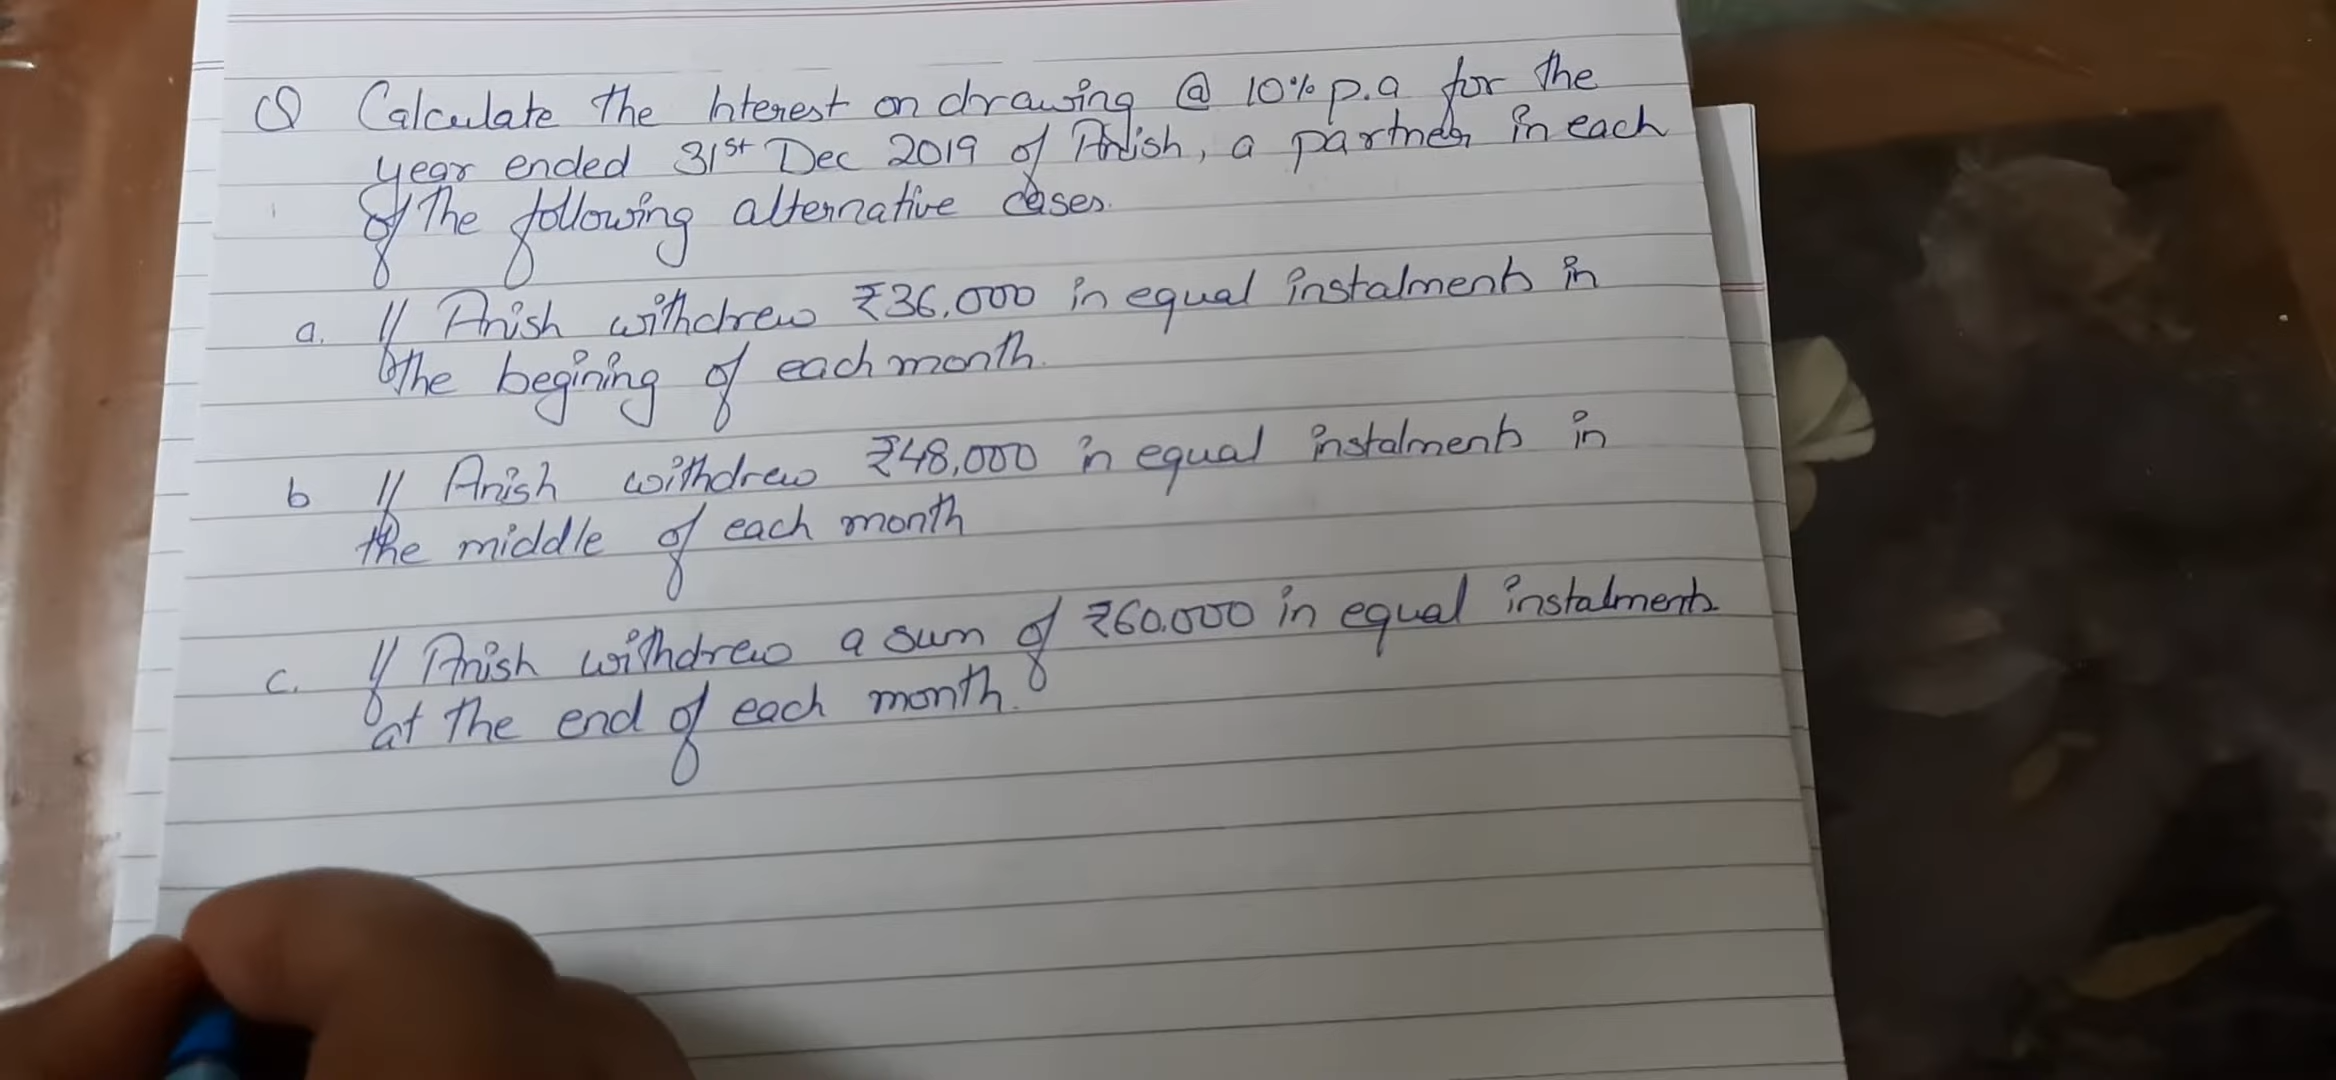 Q Calculate the Interest on drawing @ 10% p.a for the
year ended 31st Dec 2019 of Anish, a partner in each
of the following alternative cases.
a. If Anish withdrew ₹36,000 in equal instalments in
the begining of each month.
b If Anish withdrew ₹48,000 in equal instalments in
the middle of each month
c. If Anish withdrew a sum of ₹60,000 in equal instalments
at the end of each month.